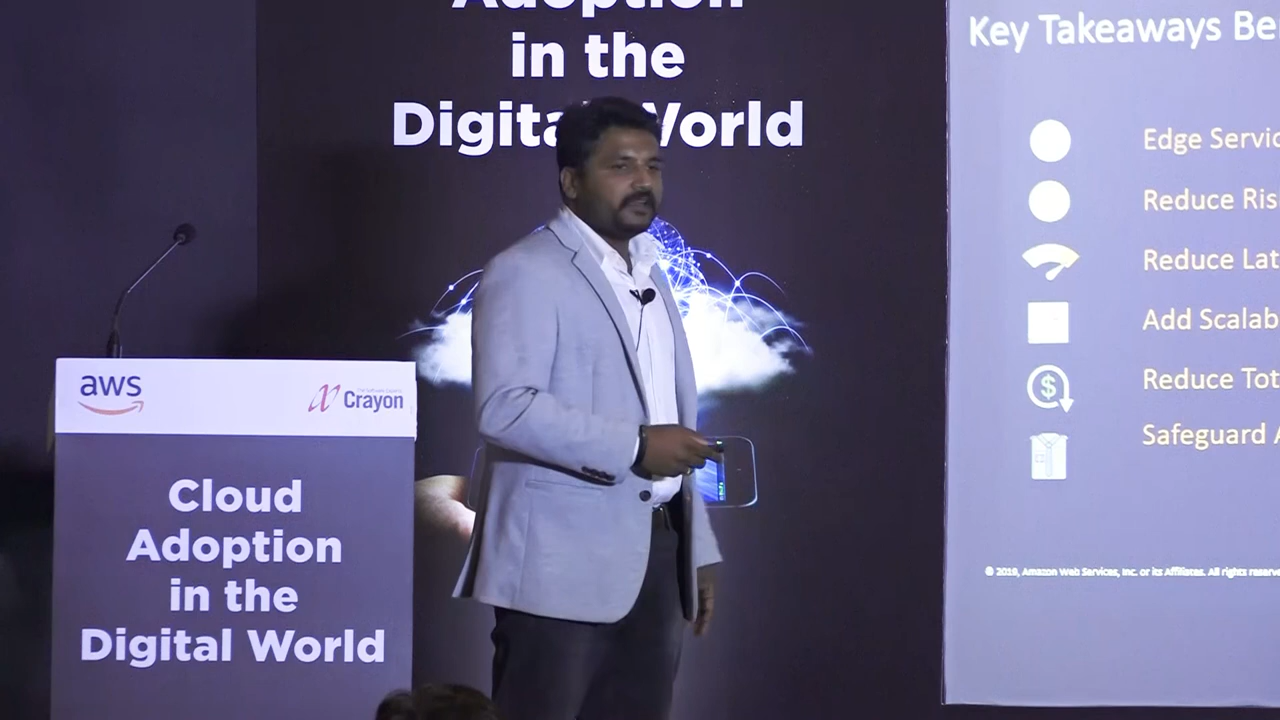 Adoption
in the
Digital World
aws
Crayon
Cloud
Adoption
in the
Digital World
Key Takeaways Be
Edge Servic
Reduce Ris
Reduce Lat
Add Scalab
Reduce Tot
Safeguard A
© 2019, Amazon Web Services, Inc. or its Affiliates. All rights reserve